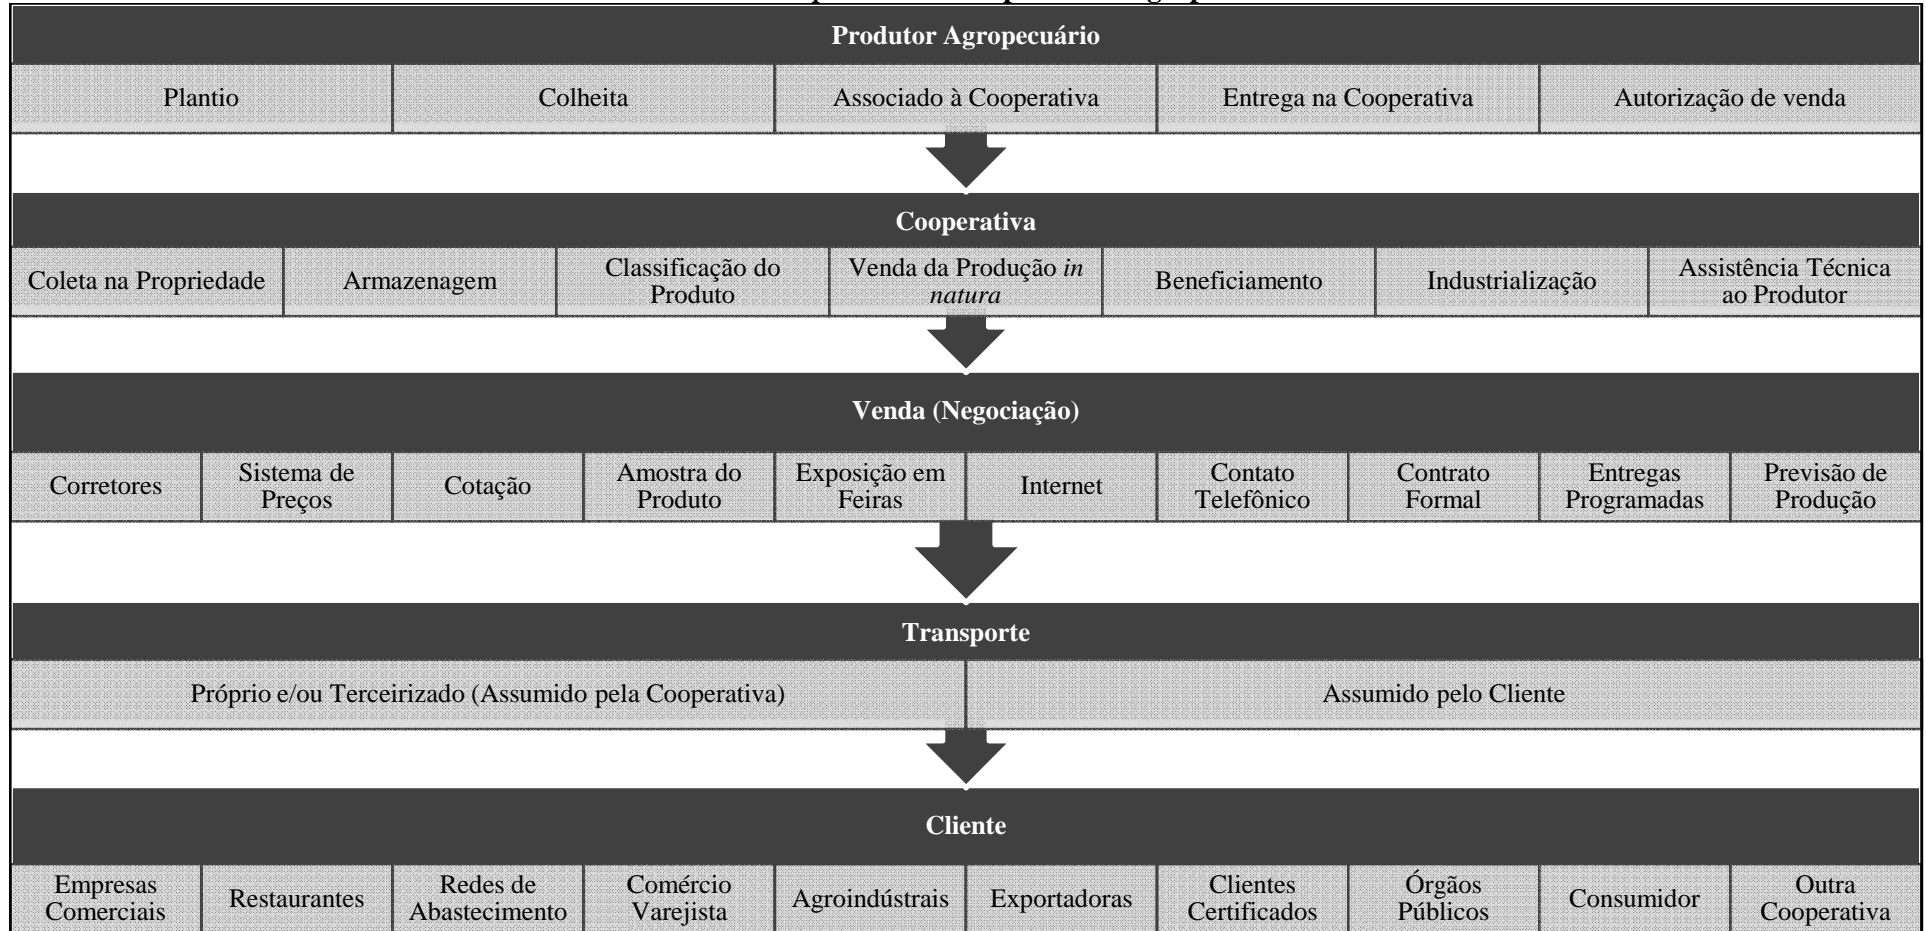 Produtor Agropecuário
Plantio
Colheita
Associado à Cooperativa
Entrega na Cooperativa
Autorização de venda
Cooperativa
Coleta na Propriedade
Armazenagem
Classificação do
Produto
Venda da Produção in
natura
Beneficiamento
Industrialização
Assistência Técnica
ao Produtor
Venda (Negociação)
Corretores
Sistema de
Preços
Cotação
Amostra do
Produto
Exposição em
Feiras
Internet
Contato
Telefônico
Contrato
Formal
Entregas
Programadas
Previsão de
Produção
Transporte
Próprio e/ou Terceirizado (Assumido pela Cooperativa)
Assumido pelo Cliente
Cliente
Empresas
Comerciais
Restaurantes
Redes de
Abastecimento
Comércio
Varejista
Agroindústrais
Exportadoras
Clientes
Certificados
Órgãos
Públicos
Consumidor
Outra
Cooperativa